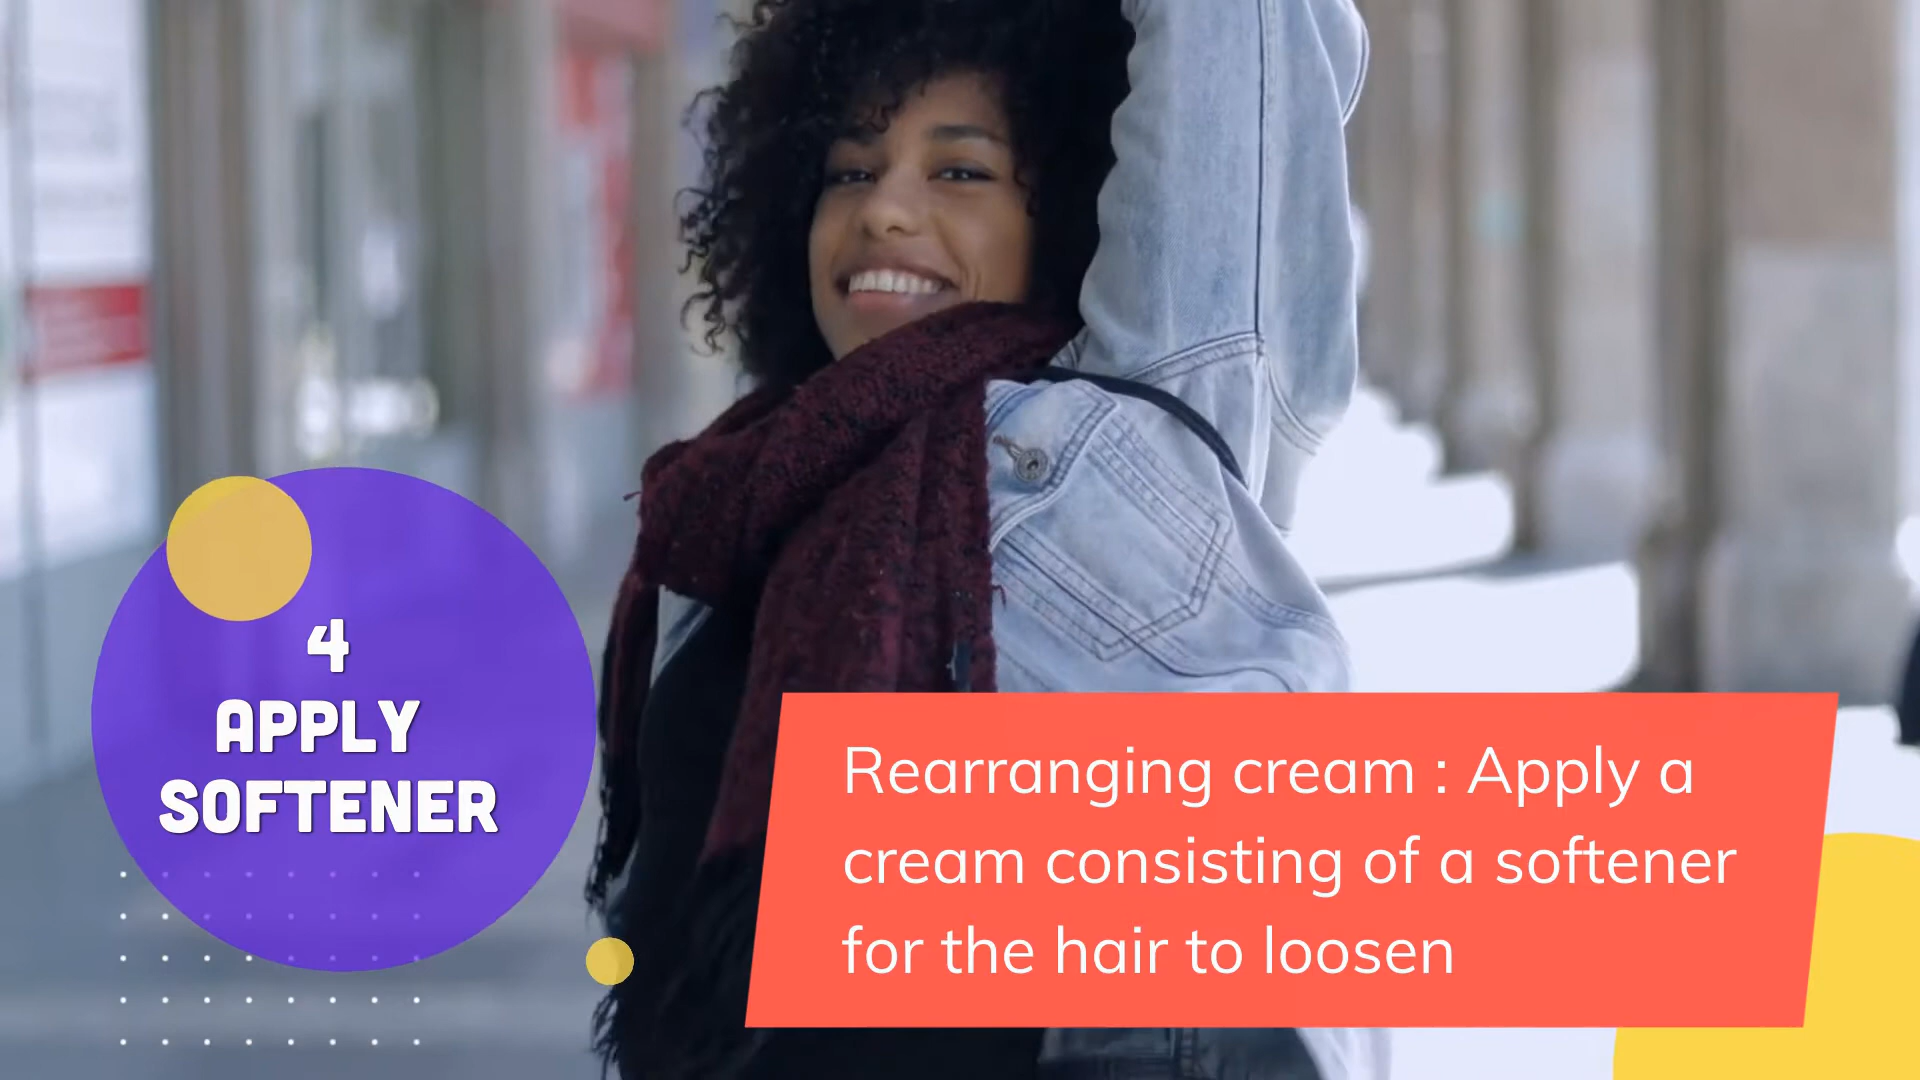 4
APPLY
SOFTENER
Rearranging cream : Apply a
cream consisting of a softener
for the hair to loosen